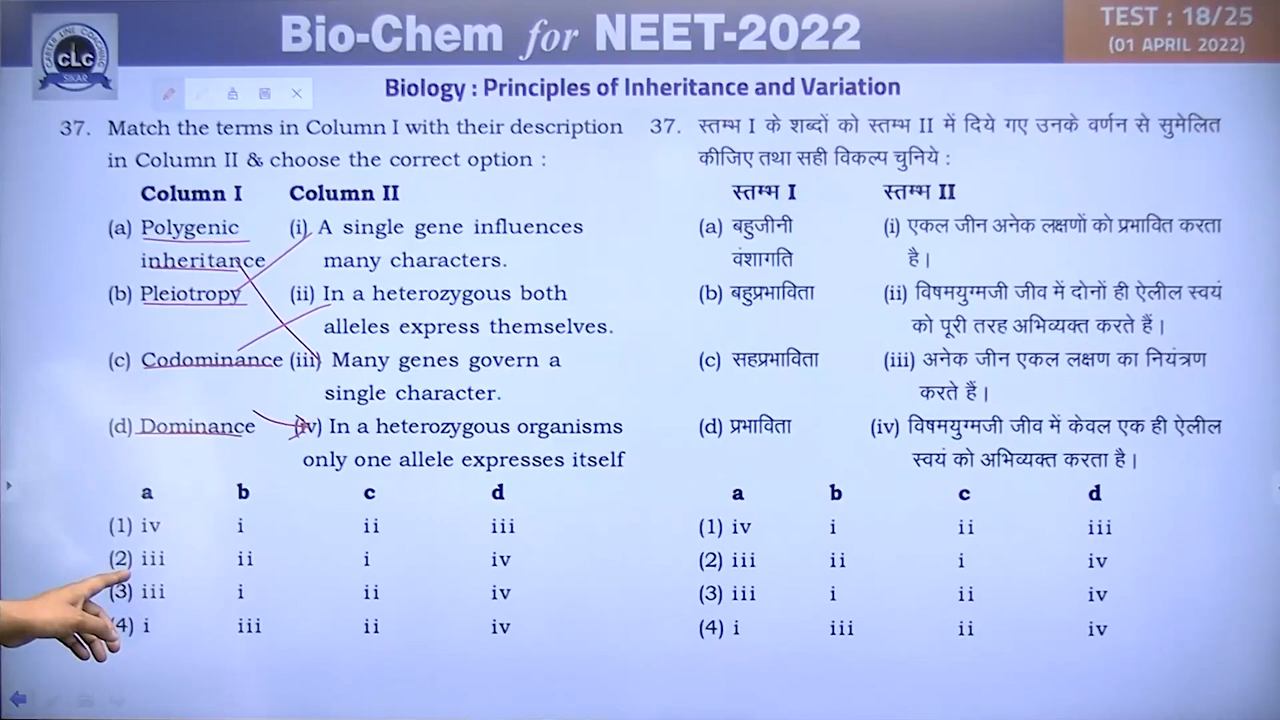 CAREER LINE COACHING
CLC
SIKAR
Bio-Chem for NEET-2022
TEST : 18/25
(01 APRIL 2022)
Biology : Principles of Inheritance and Variation
37. Match the terms in Column I with their description
in Column II & choose the correct option :
Column I Column II
(a) Polygenic (i) A single gene influences
inheritance many characters.
(b) Pleiotropy (ii) In a heterozygous both
alleles express themselves.
(c) Codominance (iii) Many genes govern a
single character.
(d) Dominance (iv) In a heterozygous organisms
only one allele expresses itself
a b c d
(1) iv i ii iii
(2) iii ii i iv
(3) iii i ii iv
(4) i iii ii iv
37. स्तम्भ I के शब्दों को स्तम्भ II में दिये गए उनके वर्णन से सुमेलित
कीजिए तथा सही विकल्प चुनिये :
स्तम्भ I स्तम्भ II
(a) बहुजीनी (i) एकल जीन अनेक लक्षणों को प्रभावित करता
वंशागति है।
(b) बहुप्रभाविता (ii) विषमयुग्मजी जीव में दोनों ही ऐलील स्वयं
को पूरी तरह अभिव्यक्त करते हैं।
(c) सहप्रभाविता (iii) अनेक जीन एकल लक्षण का नियंत्रण
करते हैं।
(d) प्रभाविता (iv) विषमयुग्मजी जीव में केवल एक ही ऐलील
स्वयं को अभिव्यक्त करता है।
a b c d
(1) iv i ii iii
(2) iii ii i iv
(3) iii i ii iv
(4) i iii ii iv